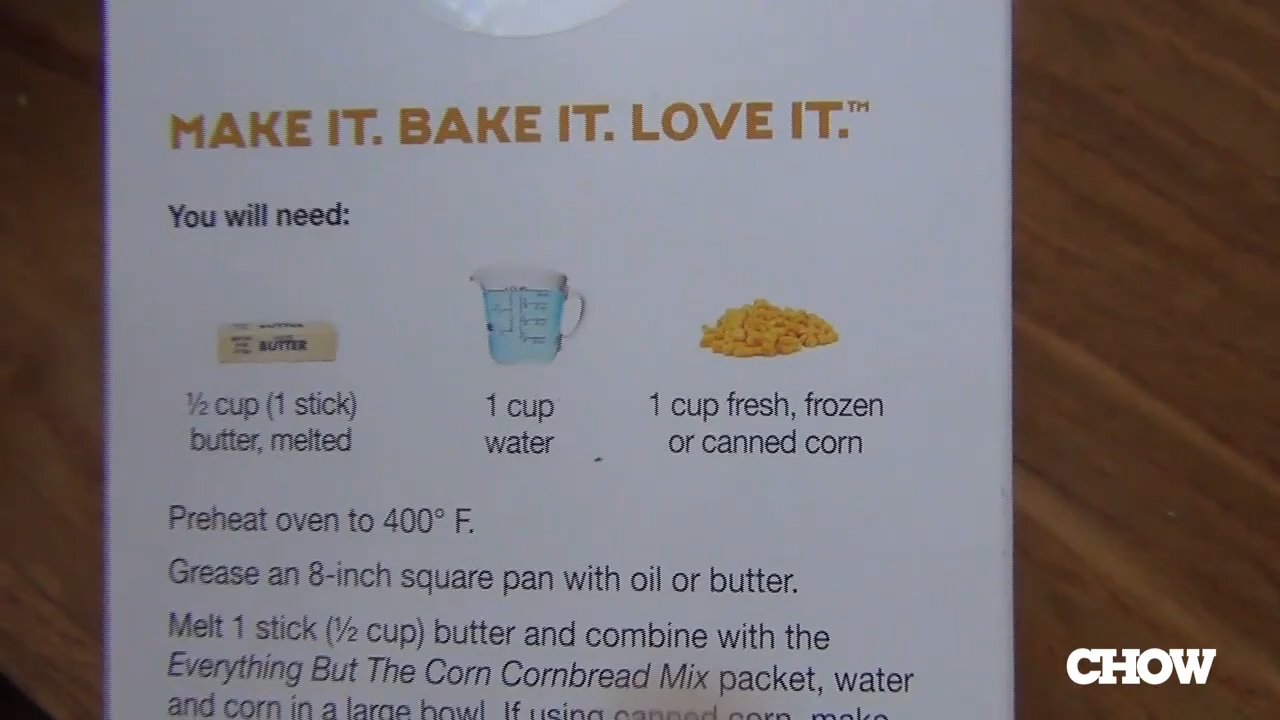 MAKE IT. BAKE IT. LOVE IT.™
You will need:
BUTTER
½ cup (1 stick)
butter, melted
1 cup
water
1 cup fresh, frozen
or canned corn
Preheat oven to 400° F.
Grease an 8-inch square pan with oil or butter.
Melt 1 stick (½ cup) butter and combine with the
Everything But The Corn Cornbread Mix packet, water
and corn in a large bowl. If using canned corn, make
CHOW